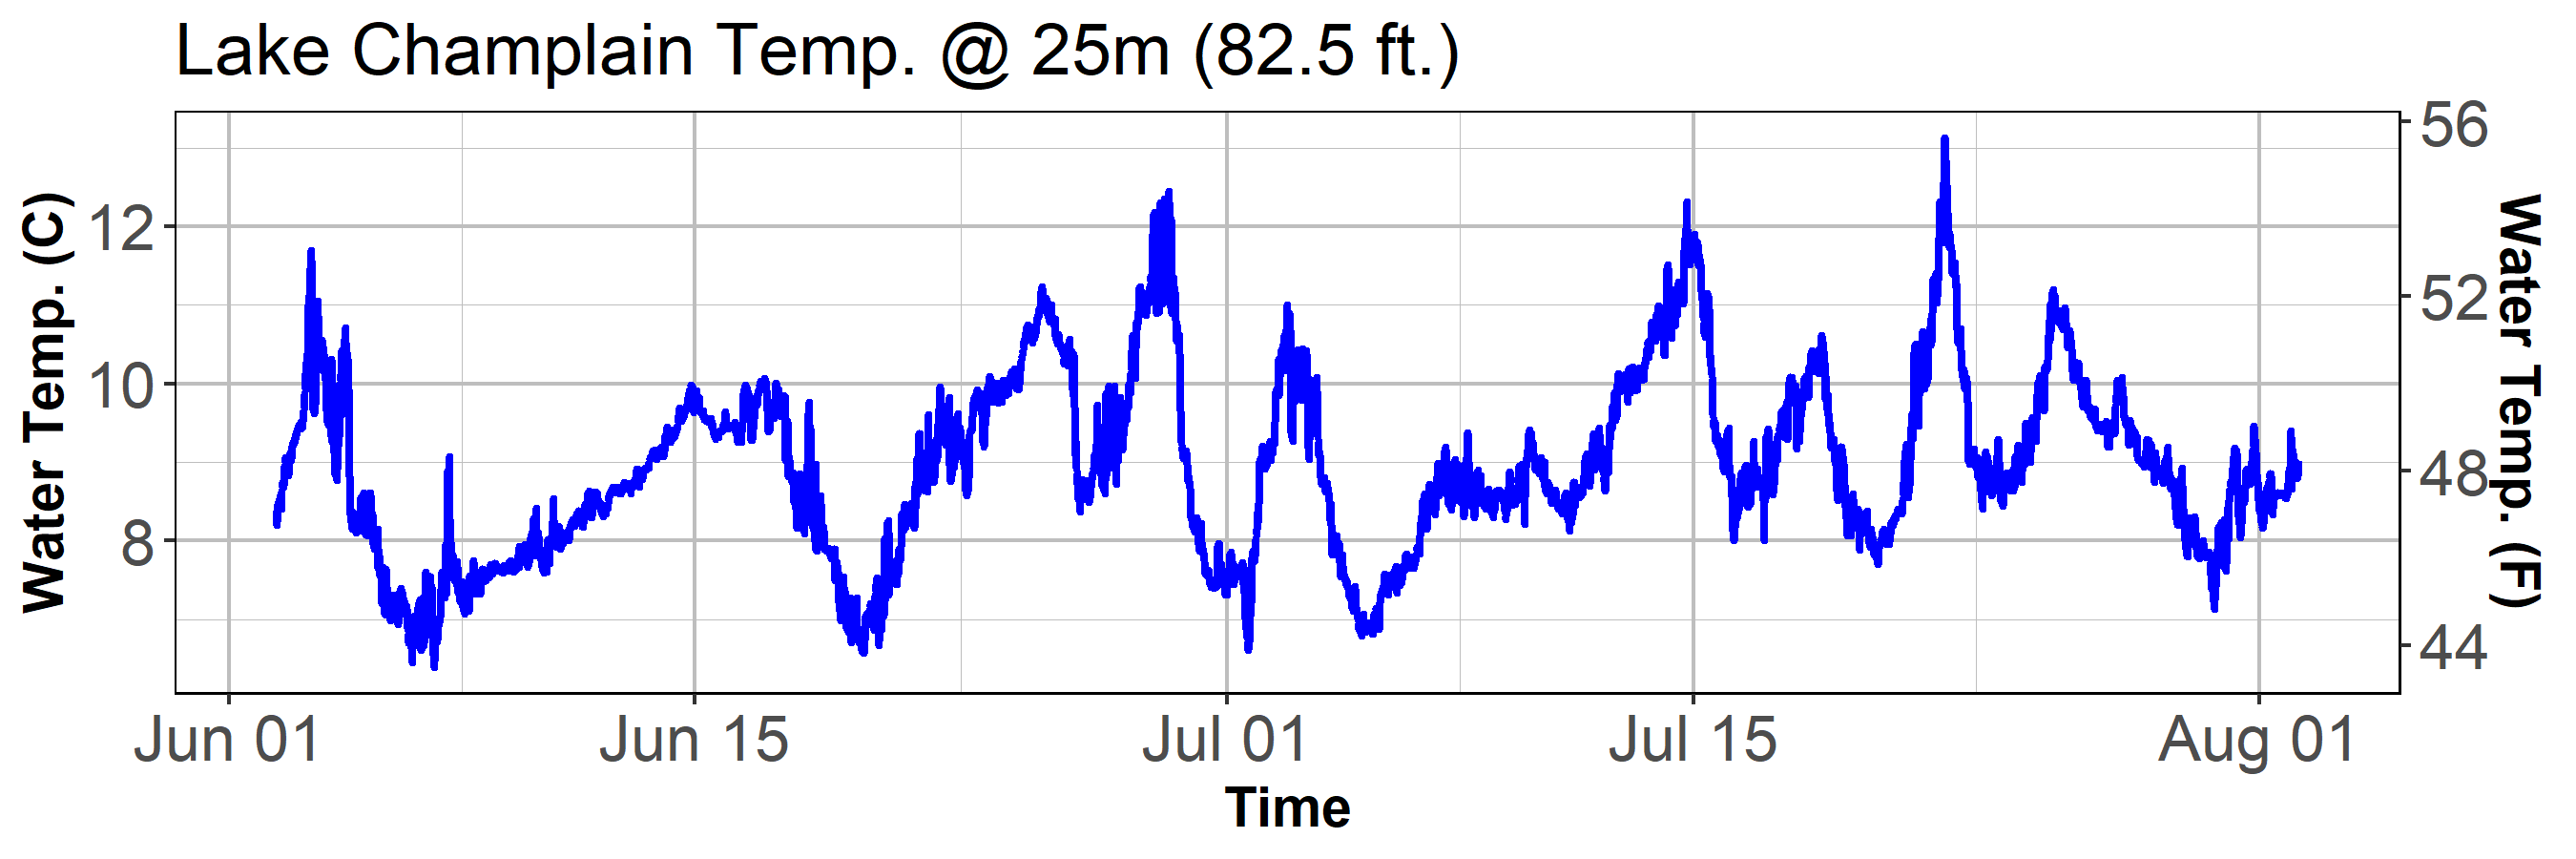 Lake Champlain Temp. @ 25m (82.5 ft.)
Water Temp. (C)
12
10
8
56
52
48
44
Water Temp. (F)
Jun 01
Jun 15
Jul 01
Jul 15
Aug 01
Time